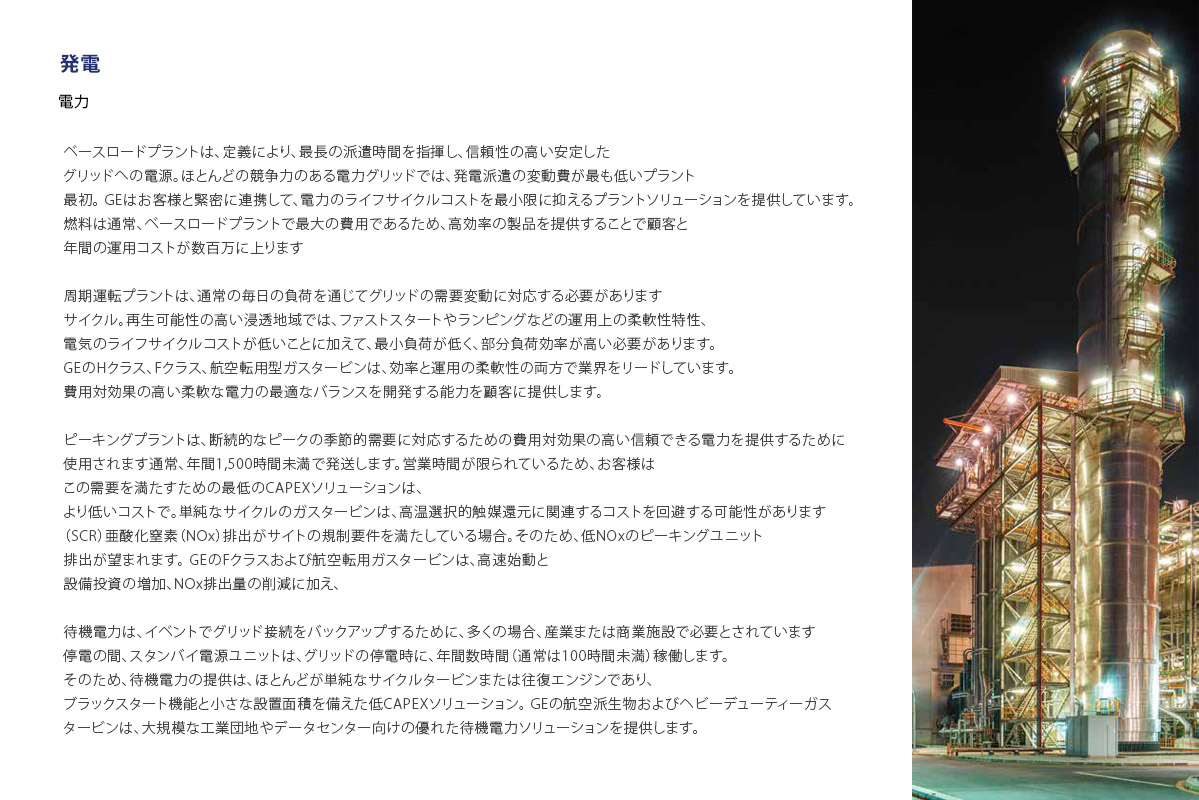 発電
電力
ベースロードプラントは、定義により、最長の派遣時間を指揮し、信頼性の高い安定した
グリッドへの電源。ほとんどの競争力のある電力グリッドでは、発電派遣の変動費が最も低いプラント
最初。 GEはお客様と緊密に連携して、電力のライフサイクルコストを最小限に抑えるプラントソリューションを提供しています。
燃料は通常、ベースロードプラントで最大の費用であるため、高効率の製品を提供することで顧客と
年間の運用コストが数百万に上ります
周期運転プラントは、通常の毎日の負荷を通じてグリッドの需要変動に対応する必要があります
サイクル。再生可能性の高い浸透地域では、ファストスタートやランピングなどの運用上の柔軟性特性、
電気のライフサイクルコストが低いことに加えて、最小負荷が低く、部分負荷効率が高い必要があります。
GEのHクラス、Fクラス、航空転用型ガスタービンは、効率と運用の柔軟性の両方で業界をリードしています。
費用対効果の高い柔軟な電力の最適なバランスを開発する能力を顧客に提供します。
ピーキングプラントは、断続的なピークの季節的需要に対応するための費用対効果の高い信頼できる電力を提供するために
使用されます通常、年間1,500時間未満で発送します。営業時間が限られているため、お客様は
この需要を満たすための最低のCAPEXソリューションは、
より低いコストで。単純なサイクルのガスタービンは、高温選択的触媒還元に関連するコストを回避する可能性があります
（SCR）亜酸化窒素（NOx）排出がサイトの規制要件を満たしている場合。そのため、低NOxのピーキングユニット
排出が望まれます。 GEのFクラスおよび航空転用ガスタービンは、高速始動と
設備投資の増加、NOx排出量の削減に加え、
待機電力は、イベントでグリッド接続をバックアップするために、多くの場合、産業または商業施設で必要とされています
停電の間、スタンバイ電源ユニットは、グリッドの停電時に、年間数時間（通常は100時間未満）稼働します。
そのため、待機電力の提供は、ほとんどが単純なサイクルタービンまたは往復エンジンであり、
ブラックスタート機能と小さな設置面積を備えた低CAPEXソリューション。 GEの航空派生物およびヘビーデューティーガス
タービンは、大規模な工業団地やデータセンター向けの優れた待機電力ソリューションを提供します。